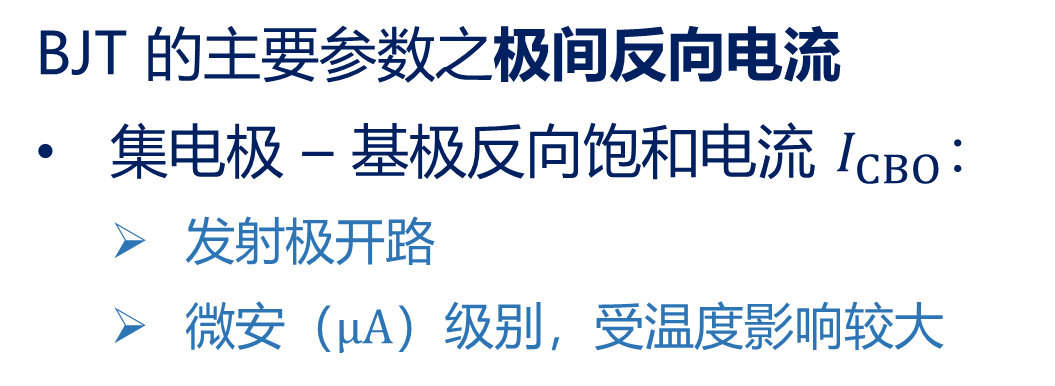 BJT 的主要参数之极间反向电流
• 集电极 – 基极反向饱和电流 I_CBO：
➢ 发射极开路
➢ 微安（μA）级别，受温度影响较大